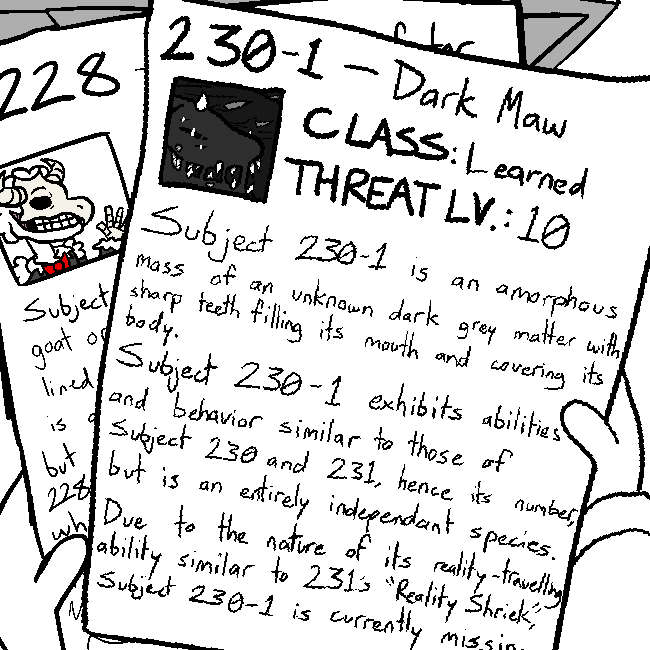 228
Subject
goat or
lined
is a
but
228
wh
230-1 — Dark Maw
CLASS: Learned
THREAT LV.: 10
Subject 230-1 is an amorphous
mass of an unknown dark grey matter with
sharp teeth filling its mouth and covering its
body.
Subject 230-1 exhibits abilities
and behavior similar to those of
Subject 230 and 231, hence its number,
but is an entirely independant species.
Due to the nature of its reality-travelling
ability similar to 231s "Reality Shriek",
Subject 230-1 is currently missing